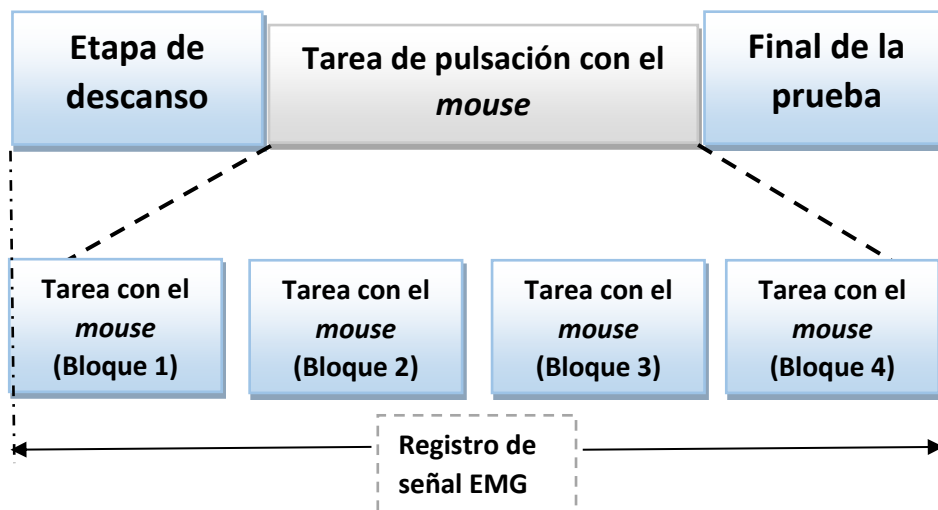 Etapa de
descanso
Tarea de pulsación con el
mouse
Final de la
prueba
Tarea con el
mouse
(Bloque 1)
Tarea con el
mouse
(Bloque 2)
Tarea con el
mouse
(Bloque 3)
Tarea con el
mouse
(Bloque 4)
Registro de
señal EMG